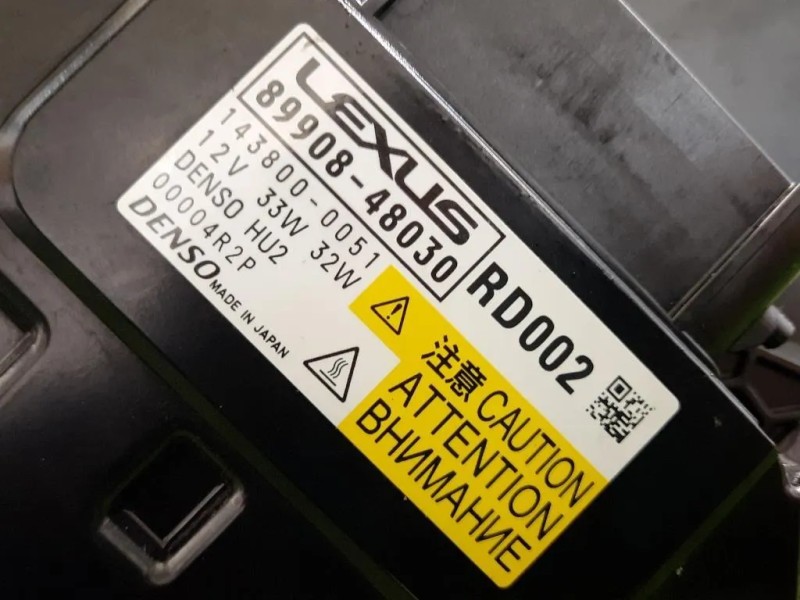 LEXUS
89908-48030
RD002
143800-0051
12V 33W 32W
DENSO HU2
00004R2P
DENSO
MADE IN JAPAN
注意 CAUTION
ATTENTION
ВНИМАНИЕ